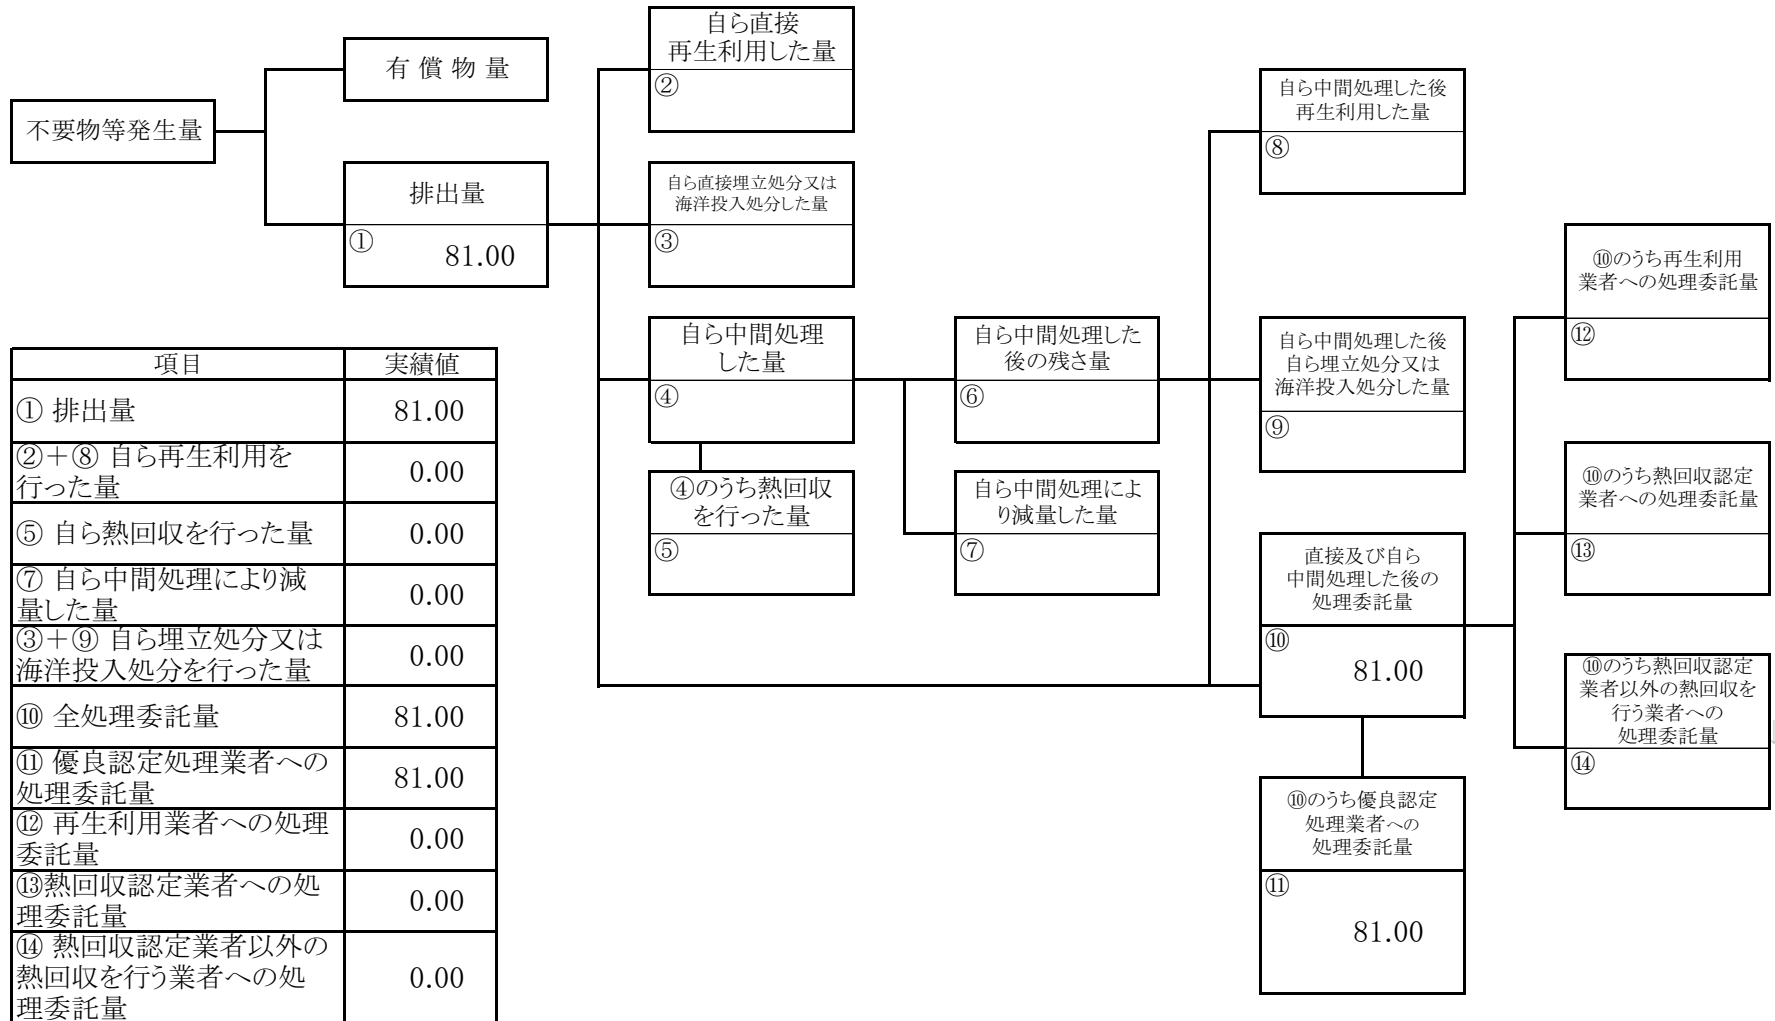 不要物等発生量
有償物量
排出量
①
81.00
自ら直接
再生利用した量
②
自ら直接埋立処分又は
海洋投入処分した量
③
自ら中間処理
した量
④
④のうち熱回収
を行った量
⑤
自ら中間処理した
後の残さ量
⑥
自ら中間処理によ
り減量した量
⑦
自ら中間処理した後
再生利用した量
⑧
自ら中間処理した後
自ら埋立処分又は
海洋投入処分した量
⑨
直接及び自ら
中間処理した後の
処理委託量
⑩
81.00
⑩のうち優良認定
処理業者への
処理委託量
⑪
81.00
⑩のうち再生利用
業者への処理委託量
⑫
⑩のうち熱回収認定
業者への処理委託量
⑬
⑩のうち熱回収認定
業者以外の熱回収を
行う業者への
処理委託量
⑭
項目 実績値
① 排出量 81.00
②＋⑧ 自ら再生利用を
行った量 0.00
⑤ 自ら熱回収を行った量 0.00
⑦ 自ら中間処理により減
量した量 0.00
③＋⑨ 自ら埋立処分又は
海洋投入処分を行った量 0.00
⑩ 全処理委託量 81.00
⑪ 優良認定処理業者への
処理委託量 81.00
⑫ 再生利用業者への処理
委託量 0.00
⑬熱回収認定業者への処
理委託量 0.00
⑭ 熱回収認定業者以外の
熱回収を行う業者への処
理委託量 0.00